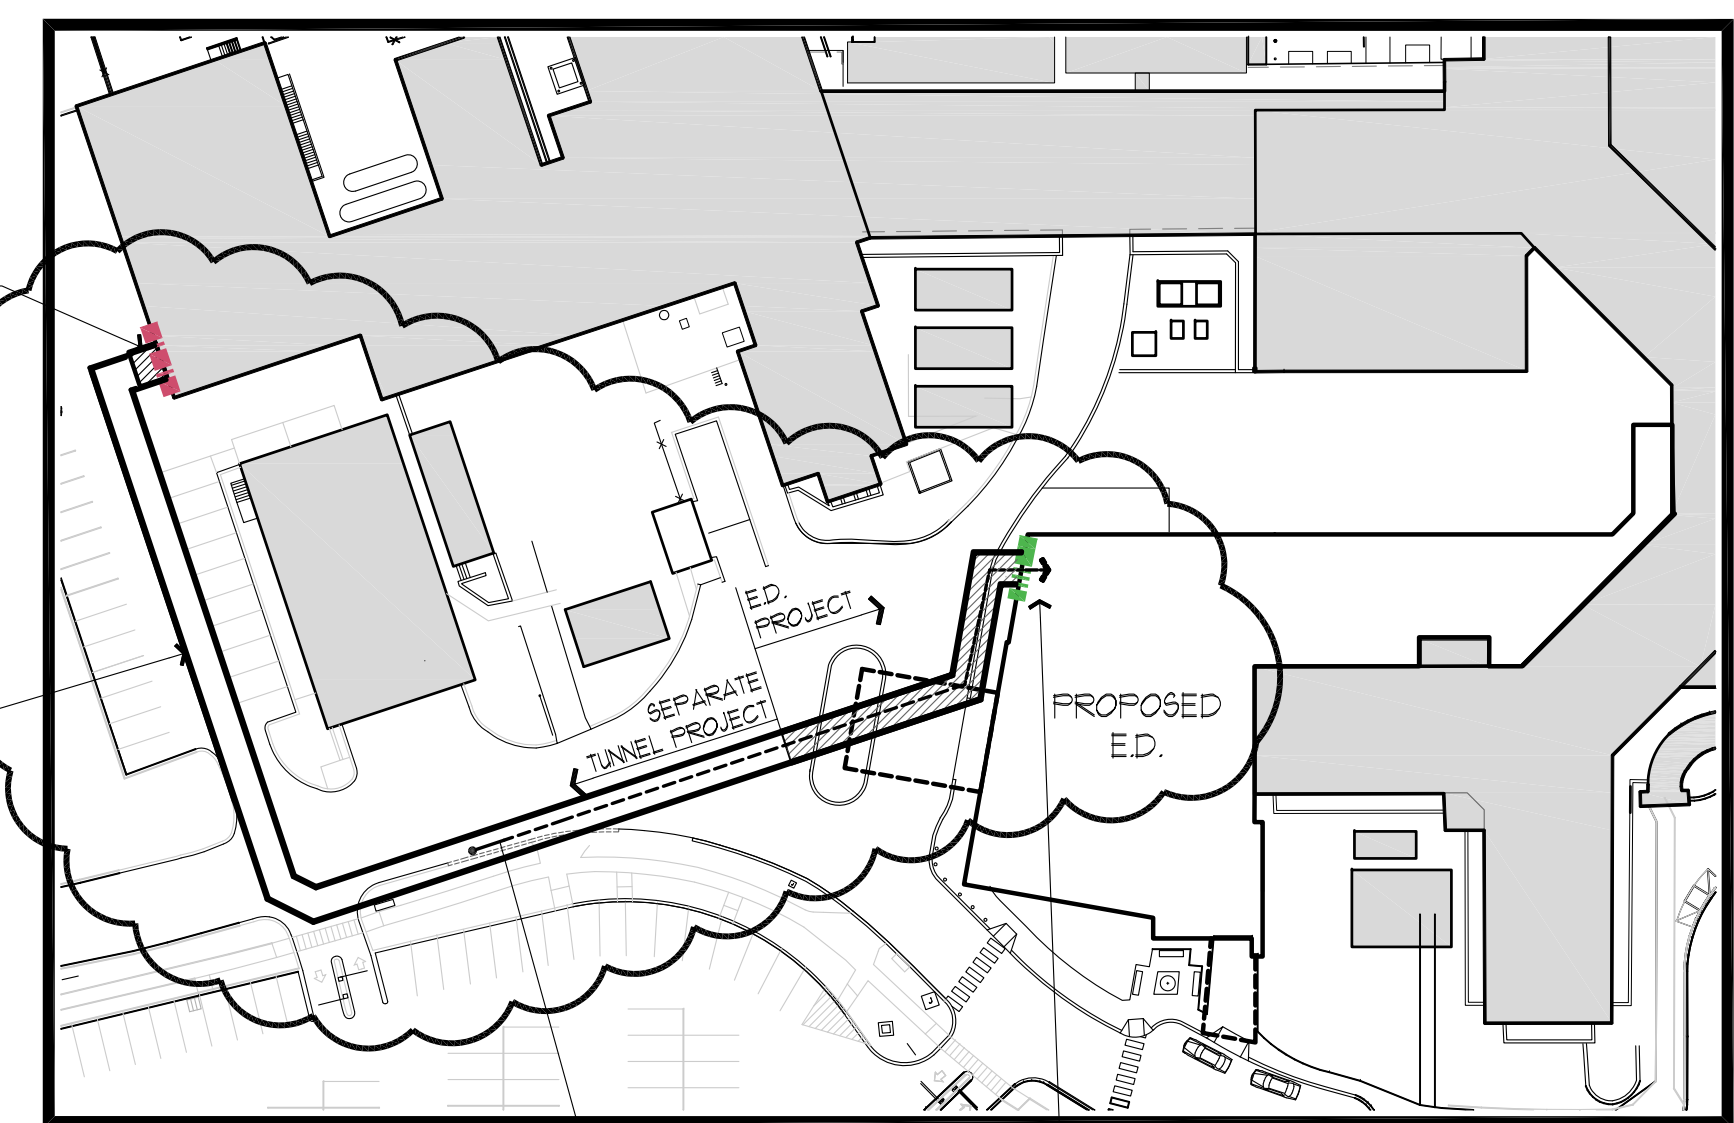 E.D.
PROJECT
SEPARATE
TUNNEL PROJECT
PROPOSED
E.D.